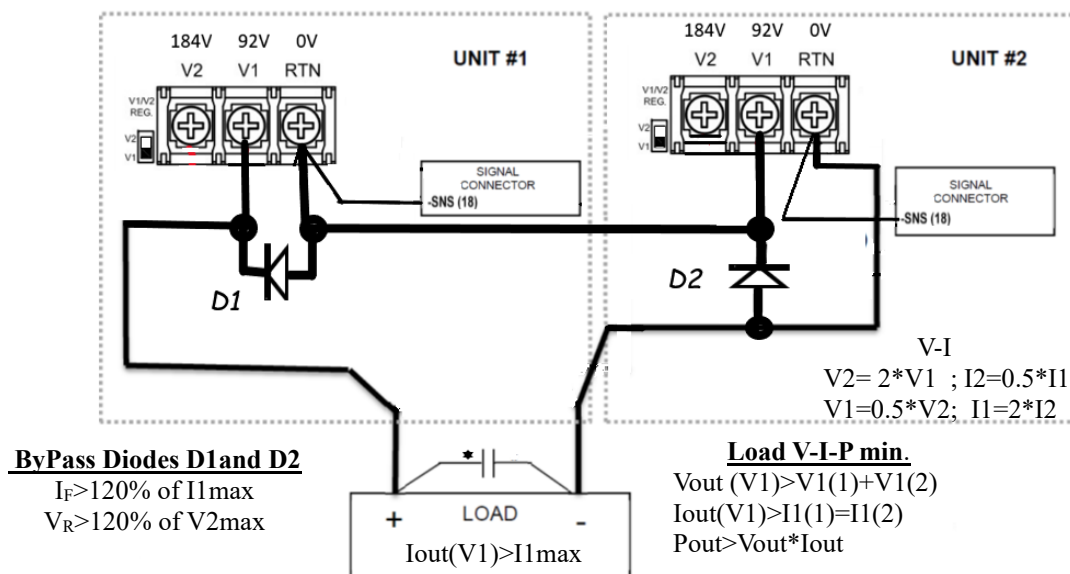 184V 92V 0V
V2 V1 RTN
UNIT #1
V1/V2
REG.
V2
V1
SIGNAL
CONNECTOR
-SNS (18)
D1
184V 92V 0V
V2 V1 RTN
UNIT #2
V1/V2
REG.
V2
V1
SIGNAL
CONNECTOR
-SNS (18)
D2
V-I
V2= 2*V1 ; I2=0.5*I1
V1=0.5*V2; I1=2*I2
ByPass Diodes D1and D2
IF>120% of I1max
VR>120% of V2max
*
+ LOAD -
Iout(V1)>I1max
Load V-I-P min.
Vout (V1)>V1(1)+V1(2)
Iout(V1)>I1(1)=I1(2)
Pout>Vout*Iout